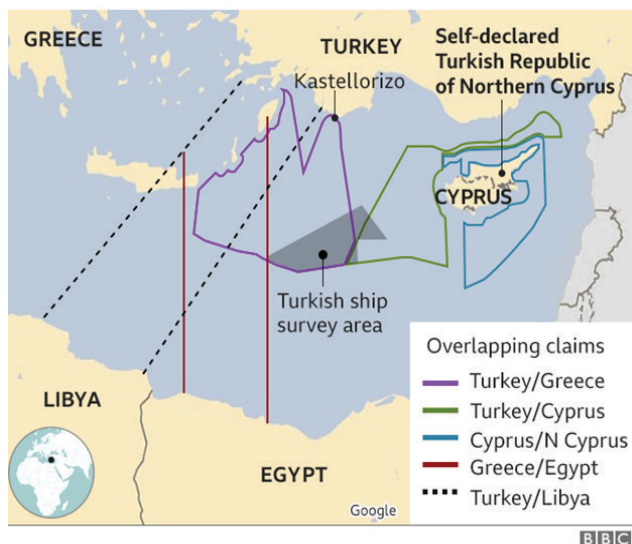 GREECE
TURKEY
Self-declared
Turkish Republic
of Northern Cyprus
Kastellorizo
CYPRUS
Turkish ship
survey area
LIBYA
EGYPT
Google
Overlapping claims
Turkey/Greece
Turkey/Cyprus
Cyprus/N Cyprus
Greece/Egypt
Turkey/Libya
BBC